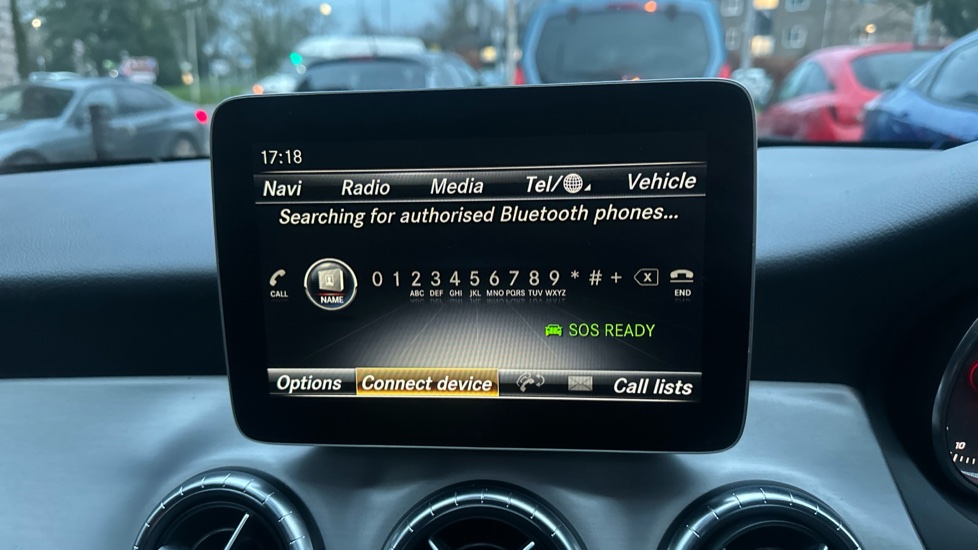 17:18
Navi Radio Media Tel/ Vehicle
Searching for authorised Bluetooth phones...
0 1 2 3 4 5 6 7 8 9 * # +
CALL NAME ABC DEF GHI JKL MNO PQRS TUV WXYZ END
SOS READY
Options Connect device Call lists
10